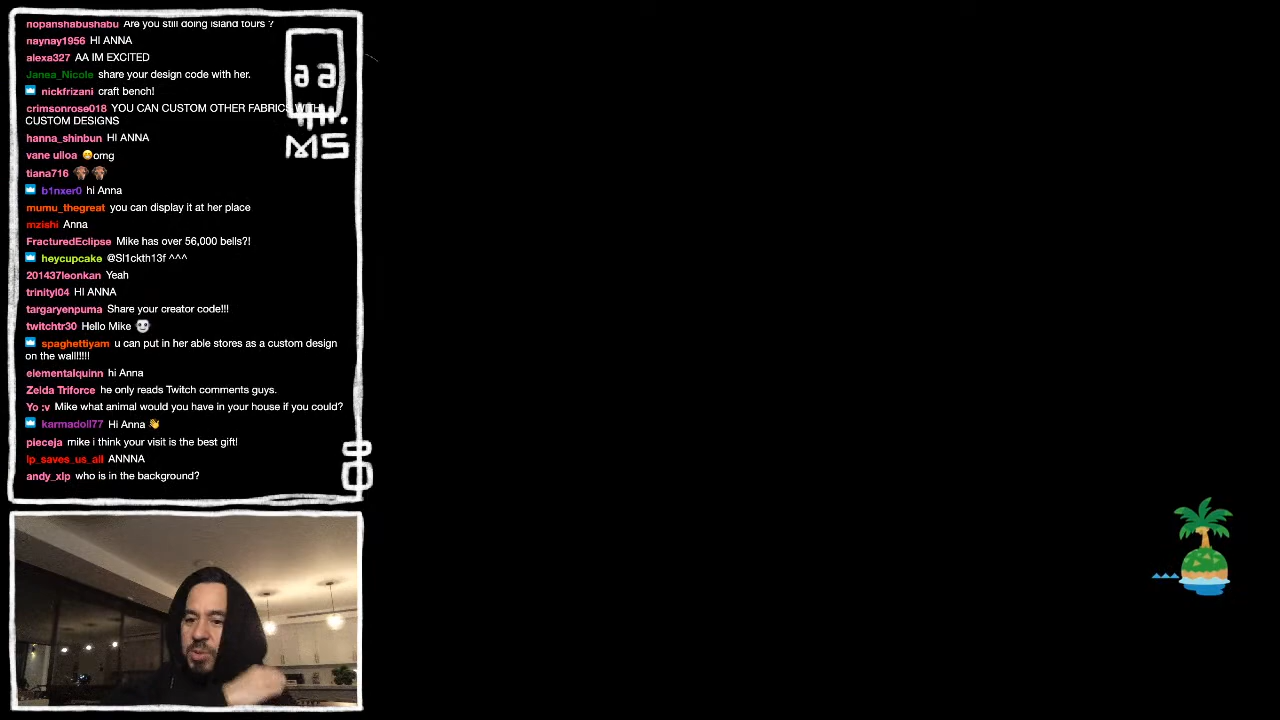 nopanshabushabu Are you still doing island tours ?
naynay1956 HI ANNA
alexa327 AA IM EXCITED
Janea_Nicole share your design code with her.
nickfrizani craft bench!
crimsonrose018 YOU CAN CUSTOM OTHER FABRICS WITH
CUSTOM DESIGNS
hanna_shinbun HI ANNA
vane ulloa omg
tiana716
b1nxer0 hi Anna
mumu_thegreat you can display it at her place
mzishi Anna
FracturedEclipse Mike has over 56,000 bells?!
heycupcake @Sl1ckth13f ^^^
201437leonkan Yeah
trinityl04 HI ANNA
targaryenpuma Share your creator code!!!
twitchtr30 Hello Mike
spaghettiyam u can put in her able stores as a custom design
on the wall!!!!!!
elementalquinn hi Anna
Zelda Triforce he only reads Twitch comments guys.
Yo :v Mike what animal would you have in your house if you could?
karmadoll77 Hi Anna 👋
pieceja mike i think your visit is the best gift!
lp_saves_us_all ANNNA
andy_xlp who is in the background?
aa
MS